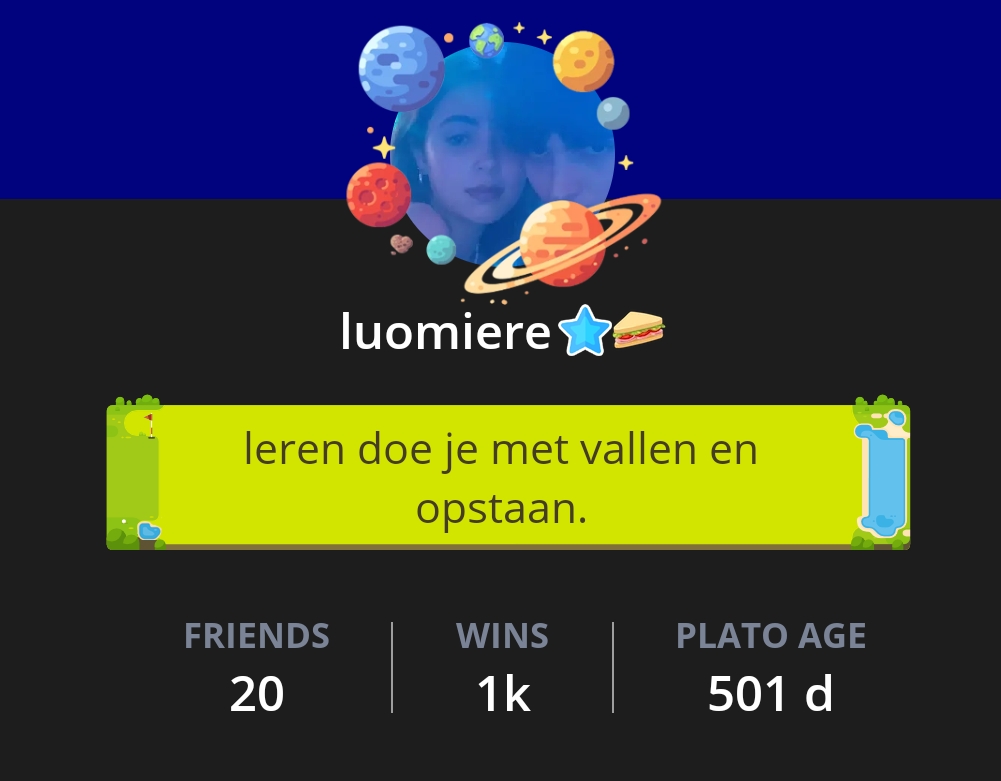 luomiere
leren doe je met vallen en
opstaan.
FRIENDS WINS PLATO AGE
20 1k 501 d